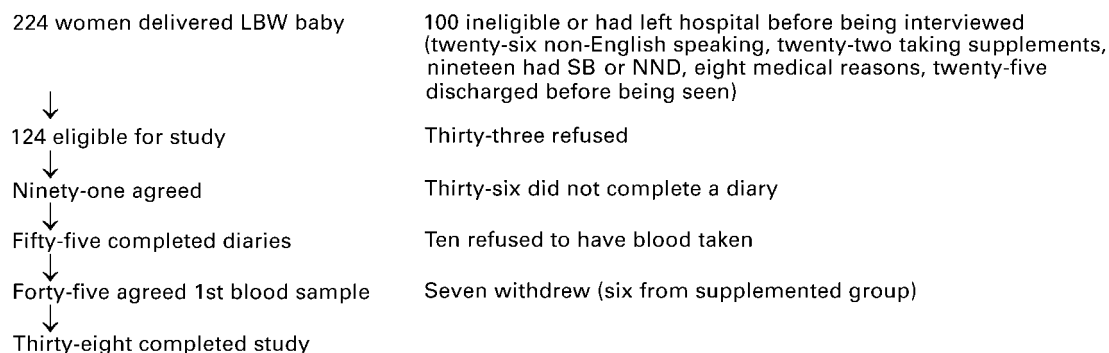 224 women delivered LBW baby
100 ineligible or had left hospital before being interviewed
(twenty-six non-English speaking, twenty-two taking supplements,
nineteen had SB or NND, eight medical reasons, twenty-five
discharged before being seen)
124 eligible for study
Thirty-three refused
Ninety-one agreed
Thirty-six did not complete a diary
Fifty-five completed diaries
Ten refused to have blood taken
Forty-five agreed 1st blood sample
Seven withdrew (six from supplemented group)
Thirty-eight completed study